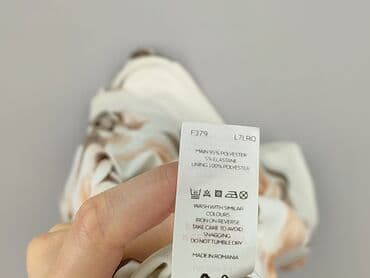 F379 L7LRO
MAIN 95% POLYESTER
5% ELASTANE
LINING 100% POLYESTER
WASH WITH SIMILAR
COLOURS
IRON ON REVERSE
TAKE CARE TO AVOID
SNAGGING
DO NOT TUMBLE DRY
MADE IN ROMANIA